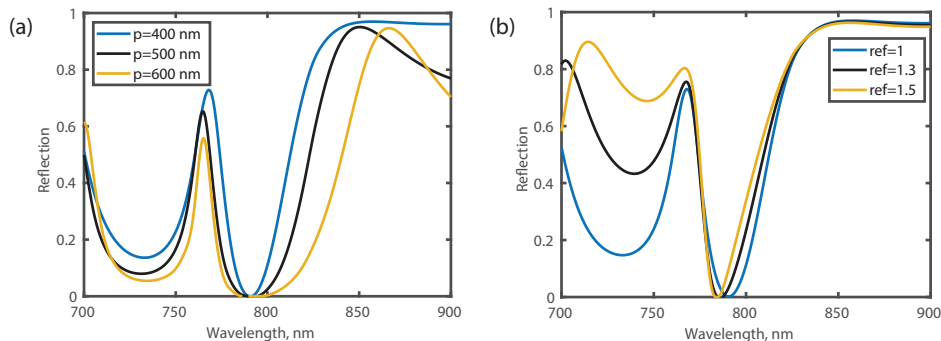 (a)
p=400 nm
p=500 nm
p=600 nm
Reflection
1
0.8
0.6
0.4
0.2
0
700
750
800
850
900
Wavelength, nm
(b)
ref=1
ref=1.3
ref=1.5
Reflection
1
0.8
0.6
0.4
0.2
0
700
750
800
850
900
Wavelength, nm